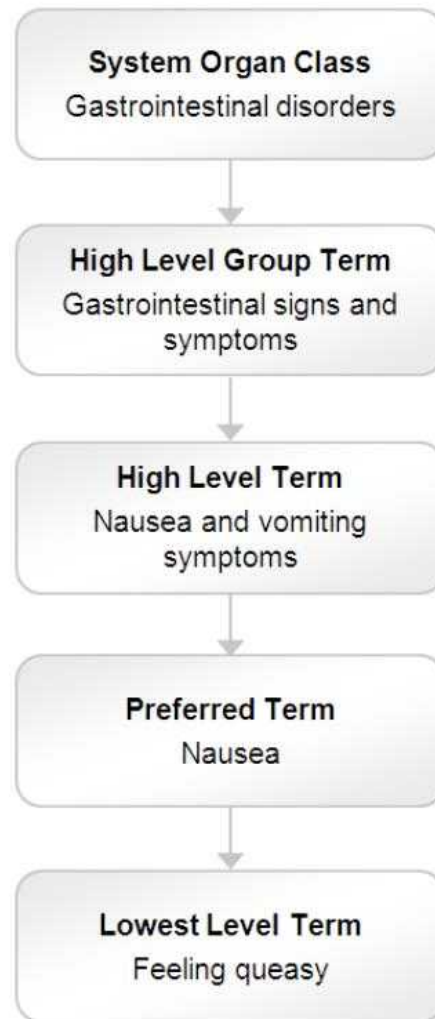 System Organ Class
Gastrointestinal disorders
High Level Group Term
Gastrointestinal signs and
symptoms
High Level Term
Nausea and vomiting
symptoms
Preferred Term
Nausea
Lowest Level Term
Feeling queasy